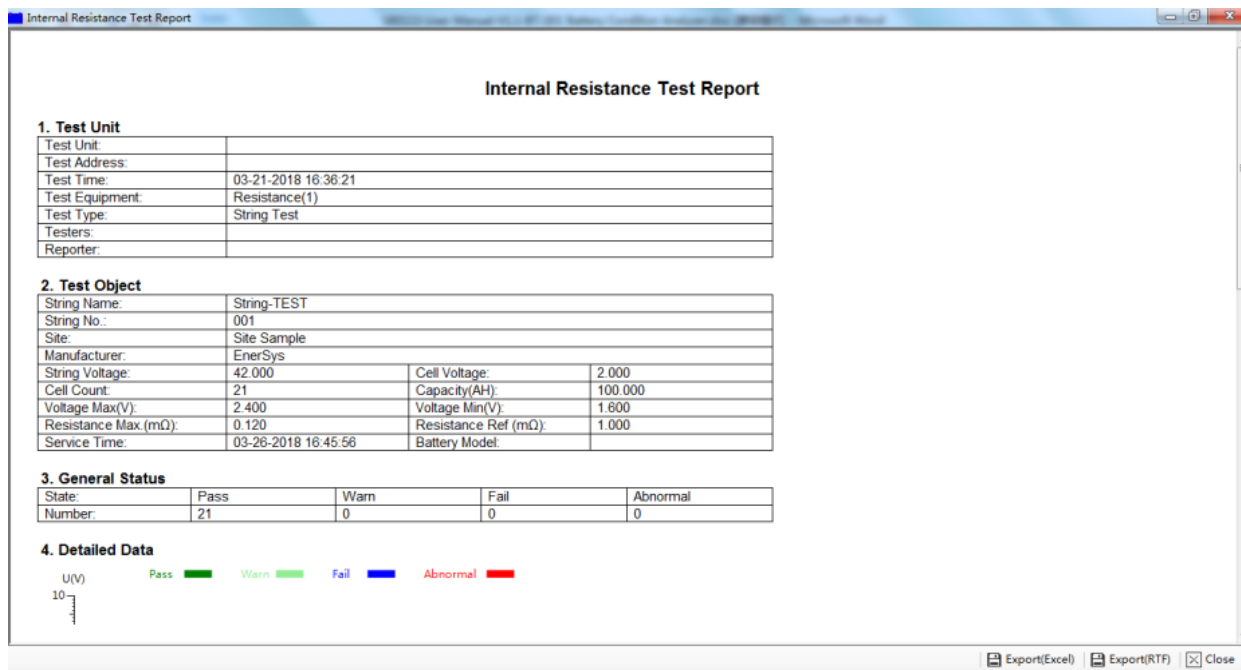 Internal Resistance Test Report
Internal Resistance Test Report
1. Test Unit
Test Unit:
Test Address:
Test Time: 03-21-2018 16:36:21
Test Equipment: Resistance(1)
Test Type: String Test
Testers:
Reporter:
2. Test Object
String Name: String-TEST
String No.: 001
Site: Site Sample
Manufacturer: EnerSys
String Voltage: 42.000 Cell Voltage: 2.000
Cell Count: 21 Capacity(AH): 100.000
Voltage Max(V): 2.400 Voltage Min(V): 1.600
Resistance Max.(mΩ): 0.120 Resistance Ref (mΩ): 1.000
Service Time: 03-26-2018 16:45:56 Battery Model:
3. General Status
State: Pass Warn Fail Abnormal
Number: 21 0 0 0
4. Detailed Data
U(V) Pass Warn Fail Abnormal
10
Export(Excel) Export(RTF) Close